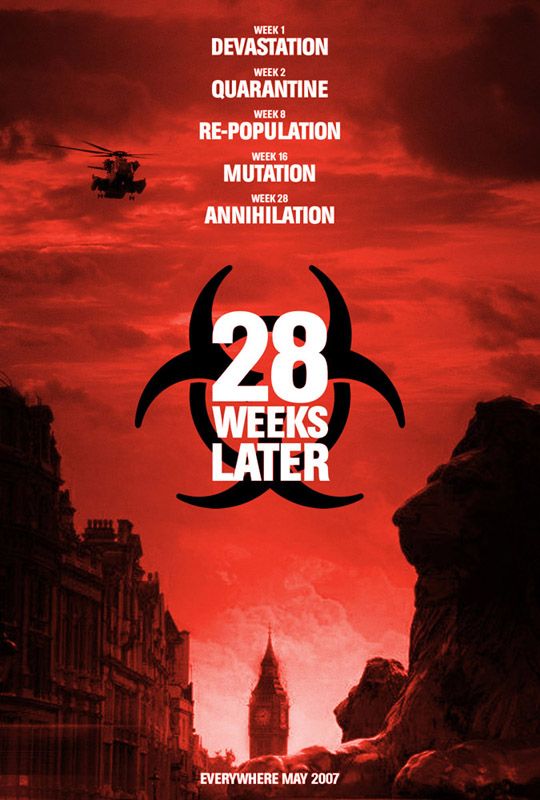 WEEK 1
DEVASTATION
WEEK 2
QUARANTINE
WEEK 8
RE-POPULATION
WEEK 16
MUTATION
WEEK 28
ANNIHILATION
28
WEEKS
LATER
EVERYWHERE MAY 2007